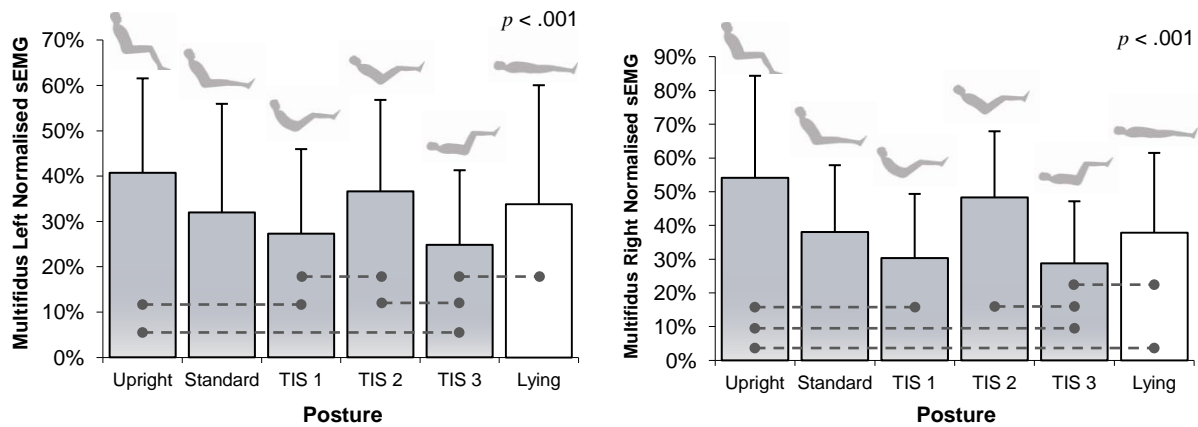 p < .001
Multifidus Left Normalised sEMG
70%
60%
50%
40%
30%
20%
10%
0%
Upright Standard TIS 1 TIS 2 TIS 3 Lying
Posture
p < .001
Multifidus Right Normalised sEMG
90%
80%
70%
60%
50%
40%
30%
20%
10%
0%
Upright Standard TIS 1 TIS 2 TIS 3 Lying
Posture